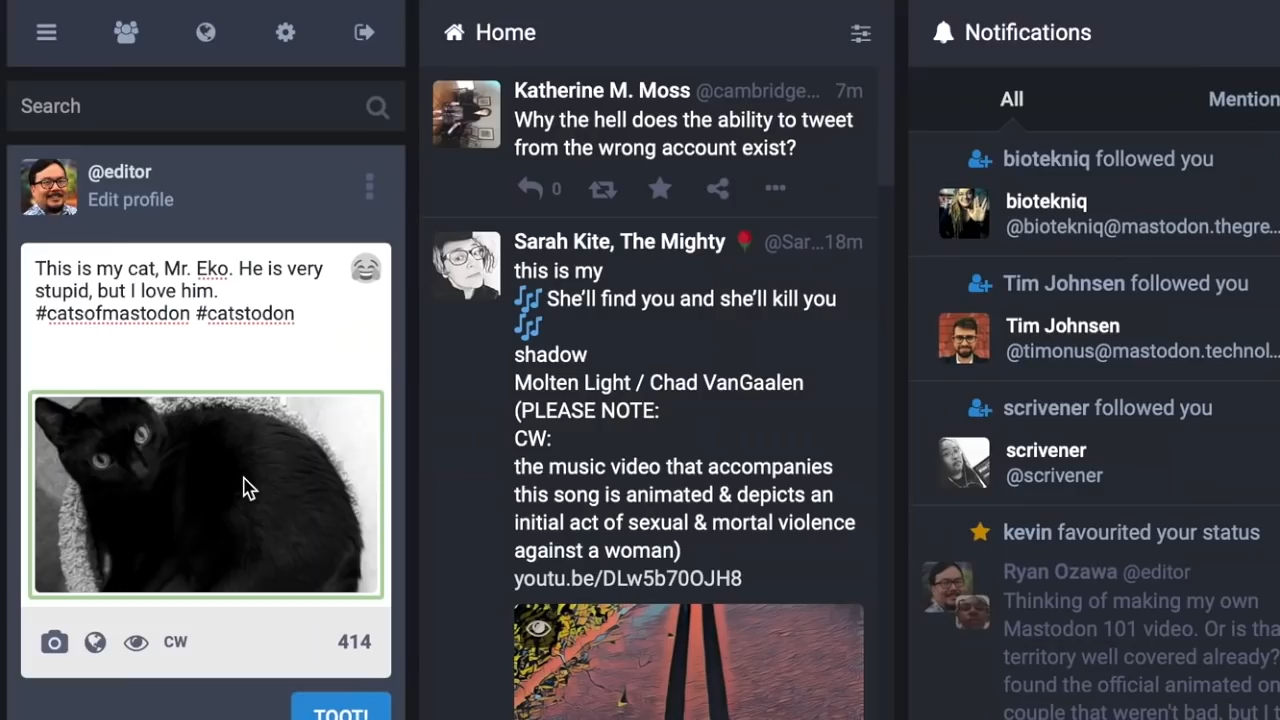 Search
@editor
Edit profile
This is my cat, Mr. Eko. He is very
stupid, but I love him.
#catsofmastodon #catstodon
CW
414
TOOT!
Home
Katherine M. Moss @cambridge... 7m
Why the hell does the ability to tweet
from the wrong account exist?
0
Sarah Kite, The Mighty 🌹 @Sar...18m
this is my
🎶 She'll find you and she'll kill you
🎶
shadow
Molten Light / Chad VanGaalen
(PLEASE NOTE:
CW:
the music video that accompanies
this song is animated & depicts an
initial act of sexual & mortal violence
against a woman)
youtu.be/DLw5b70OJH8
Notifications
All Mention
biotekniq followed you
biotekniq
@biotekniq@mastodon.thegre...
Tim Johnsen followed you
Tim Johnsen
@timonus@mastodon.technol...
scrivener followed you
scrivener
@scrivener
kevin favourited your status
Ryan Ozawa @editor
Thinking of making my own
Mastodon 101 video. Or is tha
territory well covered already?
found the official animated on
couple that weren't bad, but I t